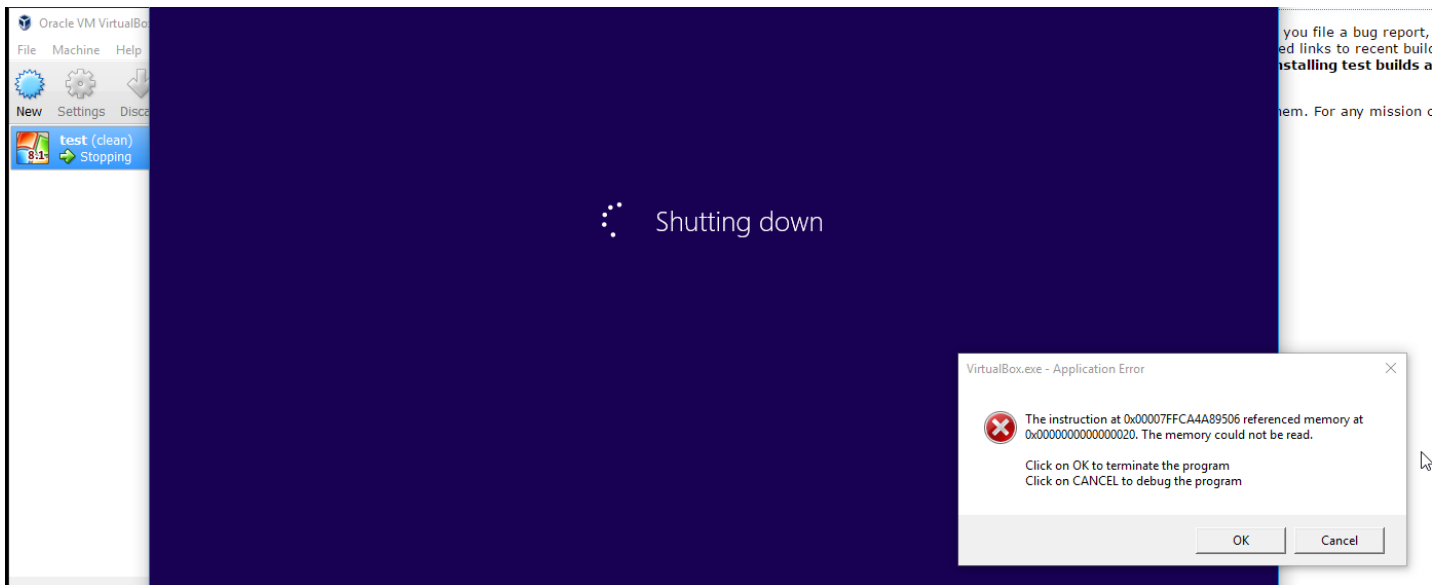 Oracle VM VirtualBo
File Machine Help
New Settings Disca
test (clean)
8.1
Stopping
Shutting down
you file a bug report,
ed links to recent build
nstalling test builds a
em. For any mission
VirtualBox.exe - Application Error
The instruction at 0x00007FFCA4A89506 referenced memory at
0x0000000000000020. The memory could not be read.
Click on OK to terminate the program
Click on CANCEL to debug the program
OK Cancel